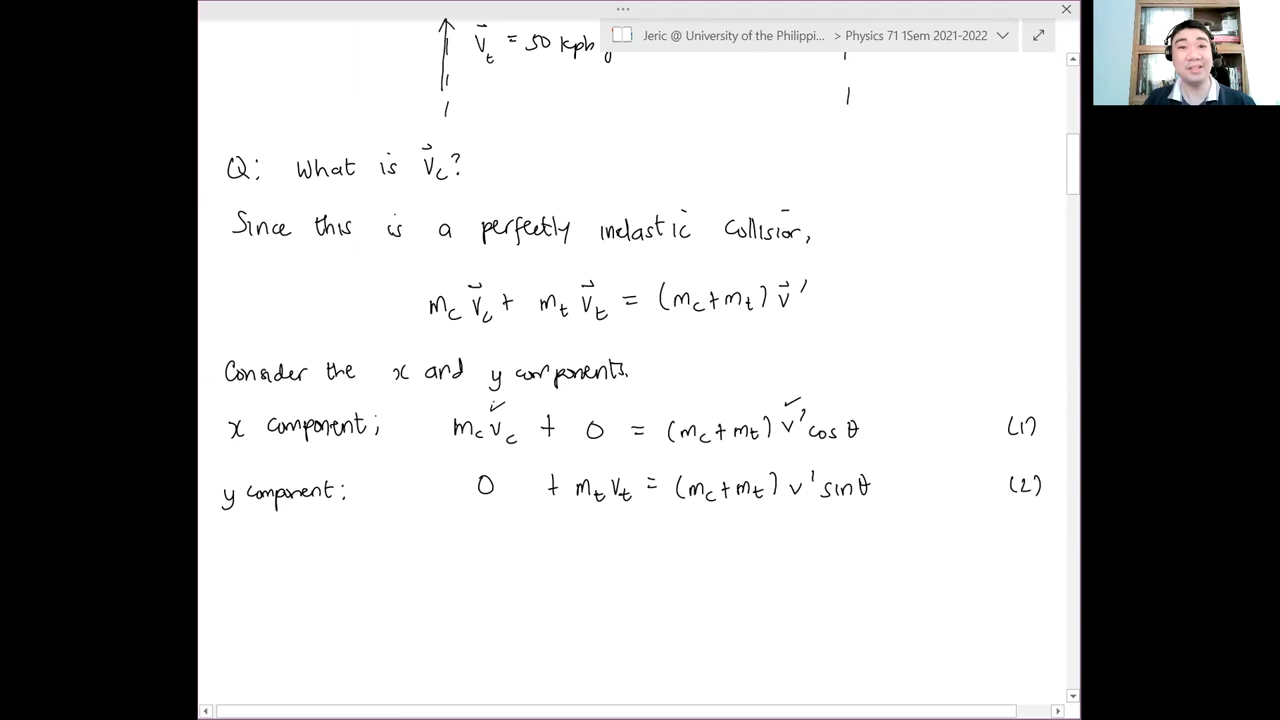 Jeric @ University of the Philippi... > Physics 71 1Sem 2021-2022
v⃗t = 50 kph
Q: What is v⃗c?
Since this is a perfectly inelastic collision,
mc v⃗c + mt v⃗t = (mc+mt) v⃗'
Consider the x and y components.
x component: mc vc + 0 = (mc+mt) v' cos θ (1)
y component: 0 + mt vt = (mc+mt) v' sin θ (2)